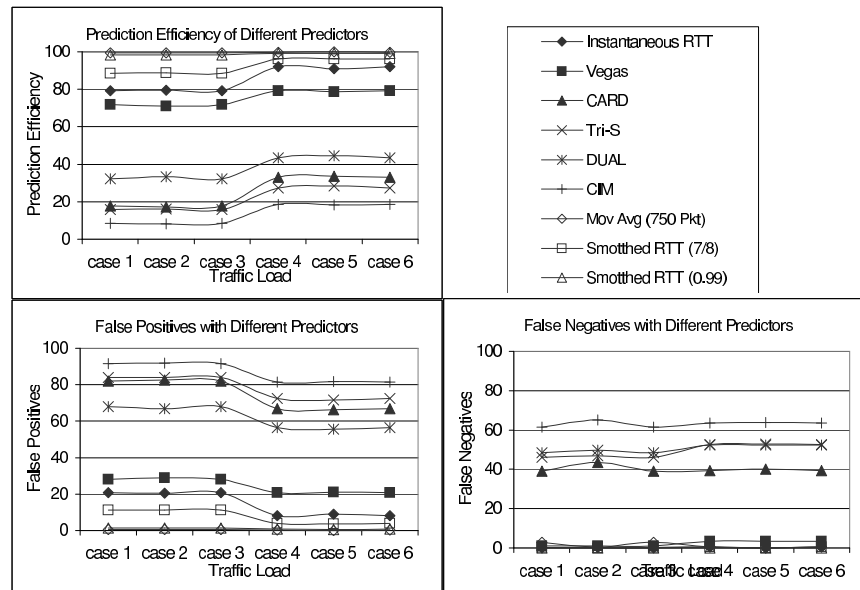 Prediction Efficiency of Different Predictors
Prediction Efficiency
100
80
60
40
20
0
case 1 case 2 case 3 case 4 case 5 case 6
Traffic Load
Instantaneous RTT
Vegas
CARD
Tri-S
DUAL
CIM
Mov Avg (750 Pkt)
Smotthed RTT (7/8)
Smotthed RTT (0.99)
False Positives with Different Predictors
False Positives
100
80
60
40
20
0
case 1 case 2 case 3 case 4 case 5 case 6
Traffic Load
False Negatives with Different Predictors
False Negatives
100
80
60
40
20
0
case 1 case 2 case 3 case 4 case 5 case 6
Traffic Load